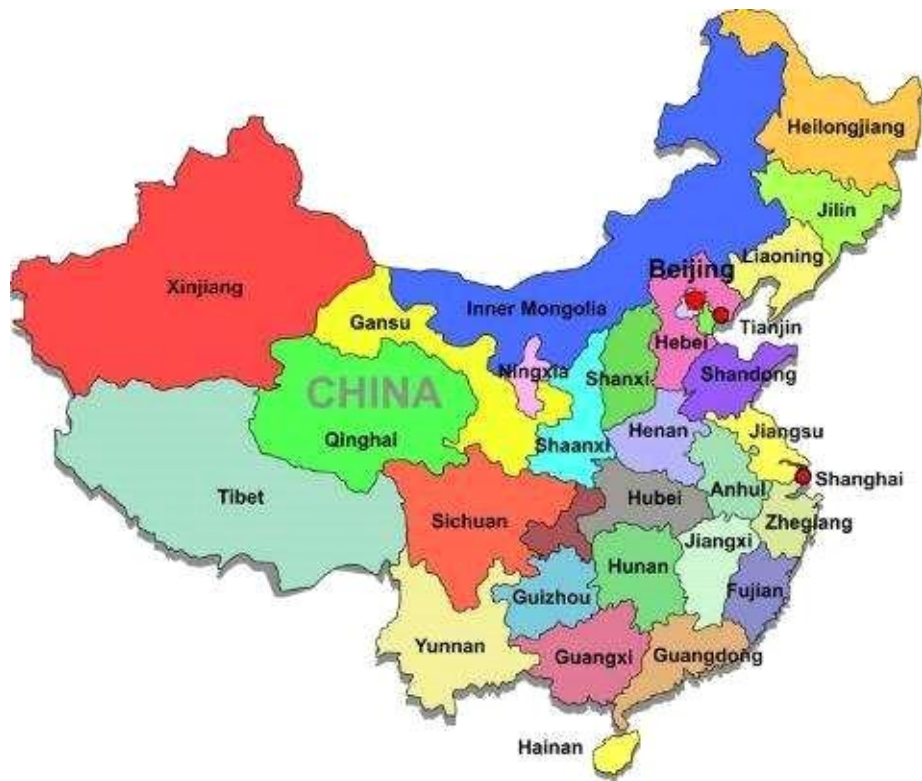 Heilongjiang
Jilin
Liaoning
Beijing
Xinjiang
Inner Mongolia
Gansu
Tianjin
Hebei
Ningxia
Shanxi
Shandong
CHINA
Qinghai
Shaanxi
Henan
Jiangsu
Shanghai
Tibet
Hubei
Anhui
Sichuan
Zheglang
Jiangxi
Hunan
Fujian
Guizhou
Yunnan
Guangxi
Guangdong
Hainan